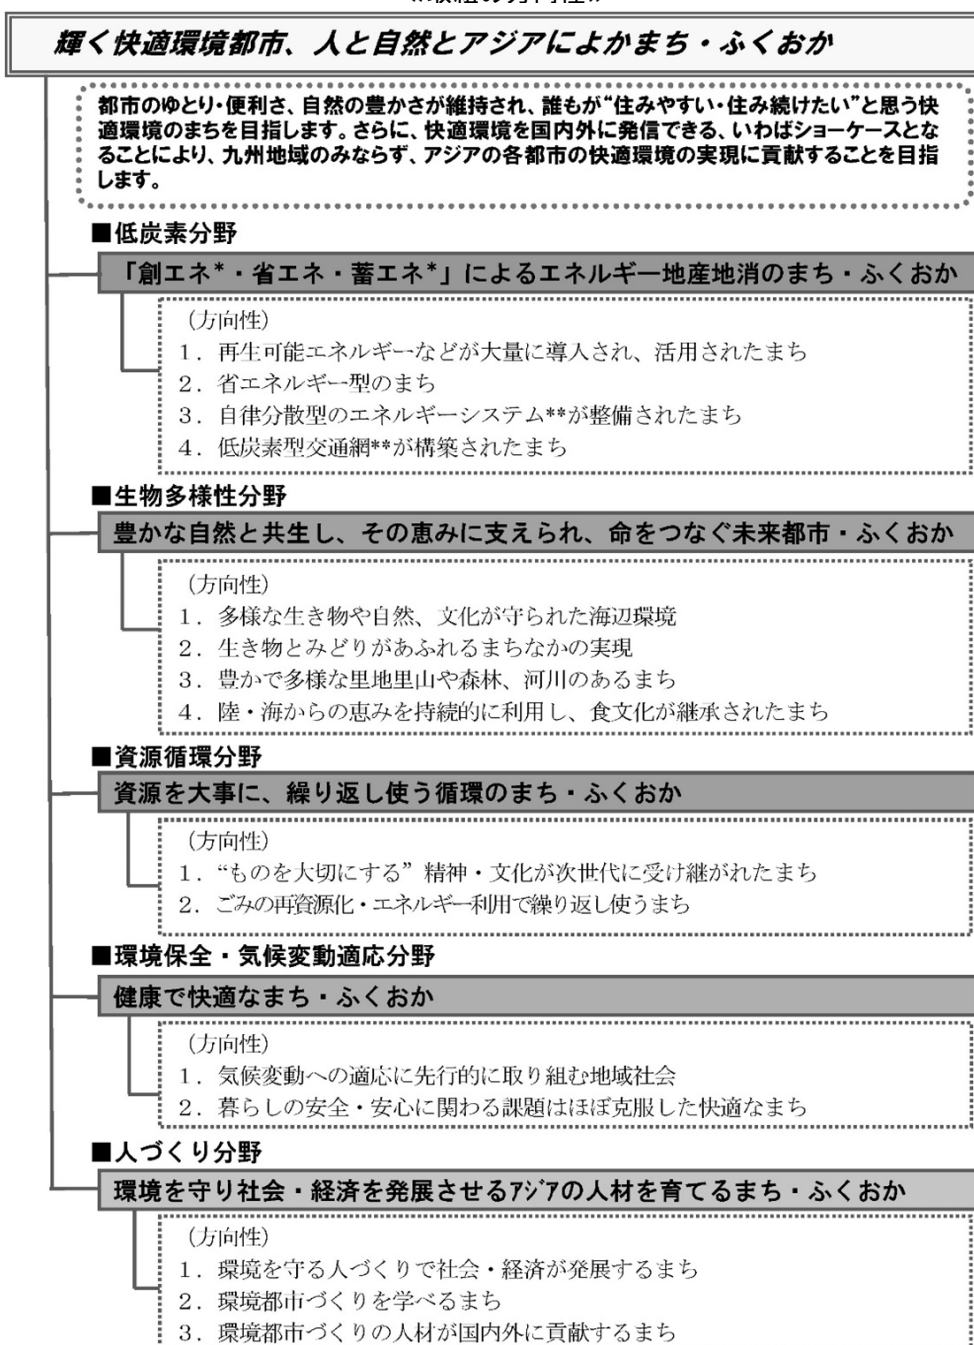 輝く快適環境都市、人と自然とアジアによかまち・ふくおか
都市のゆとり・便利さ、自然の豊かさが維持され、誰もが“住みやすい・住み続けたい”と思う快
適環境のまちを目指します。さらに、快適環境を国内外に発信できる、いわばショーケースとな
ることにより、九州地域のみならず、アジアの各都市の快適環境の実現に貢献することを目指
します。
■低炭素分野
「創エネ*・省エネ・蓄エネ*」によるエネルギー地産地消のまち・ふくおか
（方向性）
１．再生可能エネルギーなどが大量に導入され、活用されたまち
２．省エネルギー型のまち
３．自律分散型のエネルギーシステム**が整備されたまち
４．低炭素型交通網**が構築されたまち
■生物多様性分野
豊かな自然と共生し、その恵みに支えられ、命をつなぐ未来都市・ふくおか
（方向性）
１．多様な生き物や自然、文化が守られた海辺環境
２．生き物とみどりがあふれるまちなかの実現
３．豊かで多様な里地里山や森林、河川のあるまち
４．陸・海からの恵みを持続的に利用し、食文化が継承されたまち
■資源循環分野
資源を大事に、繰り返し使う循環のまち・ふくおか
（方向性）
１．“ものを大切にする”精神・文化が次世代に受け継がれたまち
２．ごみの再資源化・エネルギー利用で繰り返し使うまち
■環境保全・気候変動適応分野
健康で快適なまち・ふくおか
（方向性）
１．気候変動への適応に先行的に取り組む地域社会
２．暮らしの安全・安心に関わる課題はほぼ克服した快適なまち
■人づくり分野
環境を守り社会・経済を発展させるｱｼﾞｱの人材を育てるまち・ふくおか
（方向性）
１．環境を守る人づくりで社会・経済が発展するまち
２．環境都市づくりを学べるまち
３．環境都市づくりの人材が国内外に貢献するまち